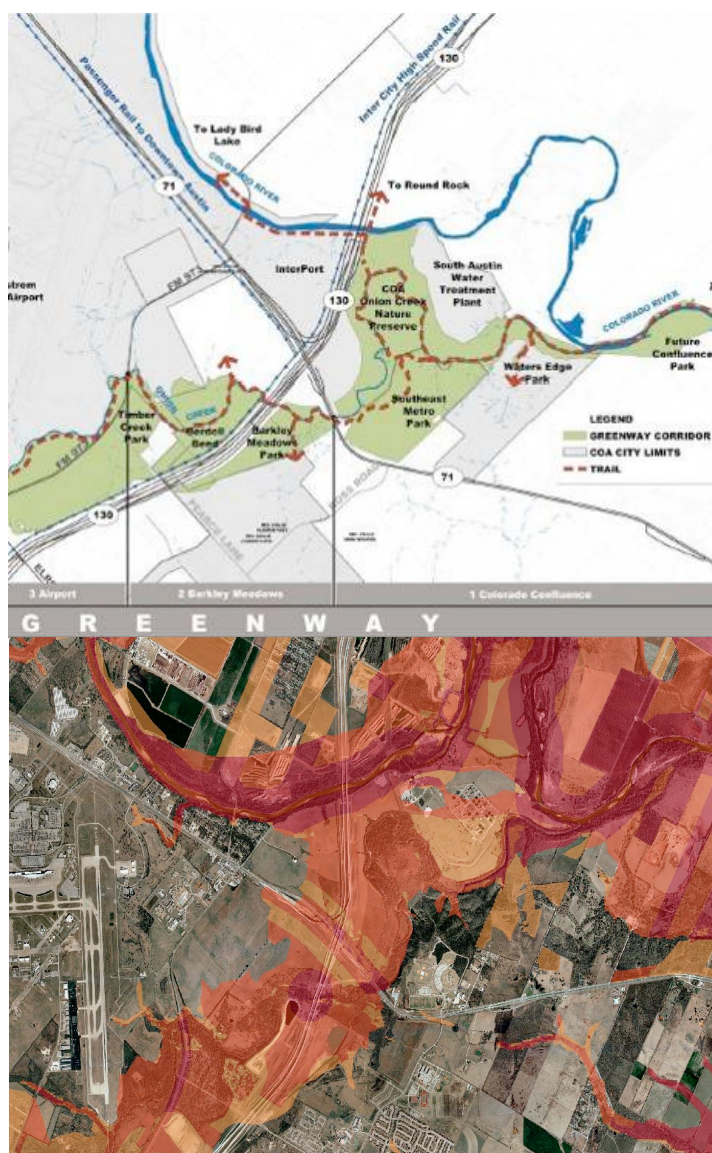 Passenger Rail to Downtown Austin
Inter City High Speed Rail
130
To Lady Bird
Lake
COLORADO RIVER
71
To Round Rock
InterPort
South Austin
Water
Treatment
Plant
FM 973
130
COA
Onion Creek
Nature
Preserve
Airport
COLORADO RIVER
Future
Confluence
Park
Waters Edge
Park
ONION
CREEK
Timber
Creek
Park
Berdoll
Barkley
Meadows
Park
Southeast
Metro
Park
FM 973
LEGEND
GREENWAY CORRIDOR
COA CITY LIMITS
TRAIL
130
PEARCE LANE
ROSS ROAD
71
3 Airport
2 Barkley Meadows
1 Colorado Confluence
GREENWAY